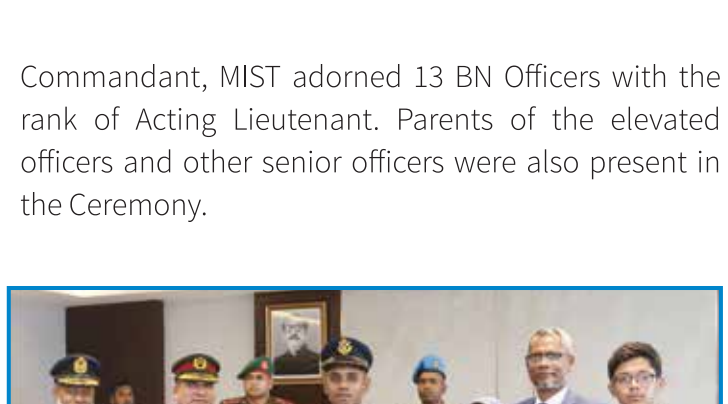 Commandant, MIST adorned 13 BN Officers with the
rank of Acting Lieutenant. Parents of the elevated
officers and other senior officers were also present in
the Ceremony.